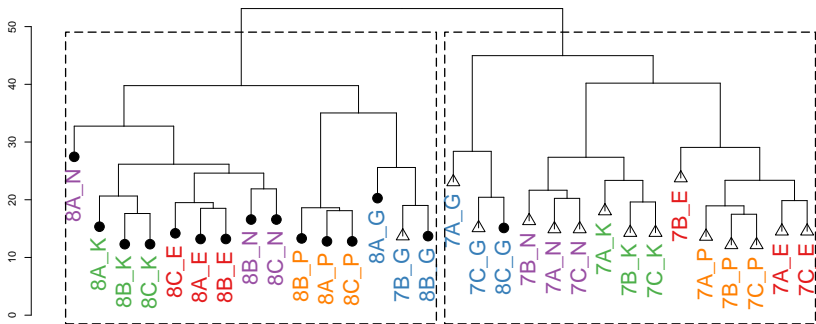 50
40
30
20
10
0
8A_N
8A_K
8B_K
8C_K
8C_E
8A_E
8B_E
8B_N
8C_N
8B_P
8A_P
8C_P
8A_G
7B_G
8B_G
7A_G
7C_G
8C_G
7B_N
7A_N
7C_N
7A_K
7B_K
7C_K
7B_E
7A_P
7B_P
7C_P
7A_E
7C_E